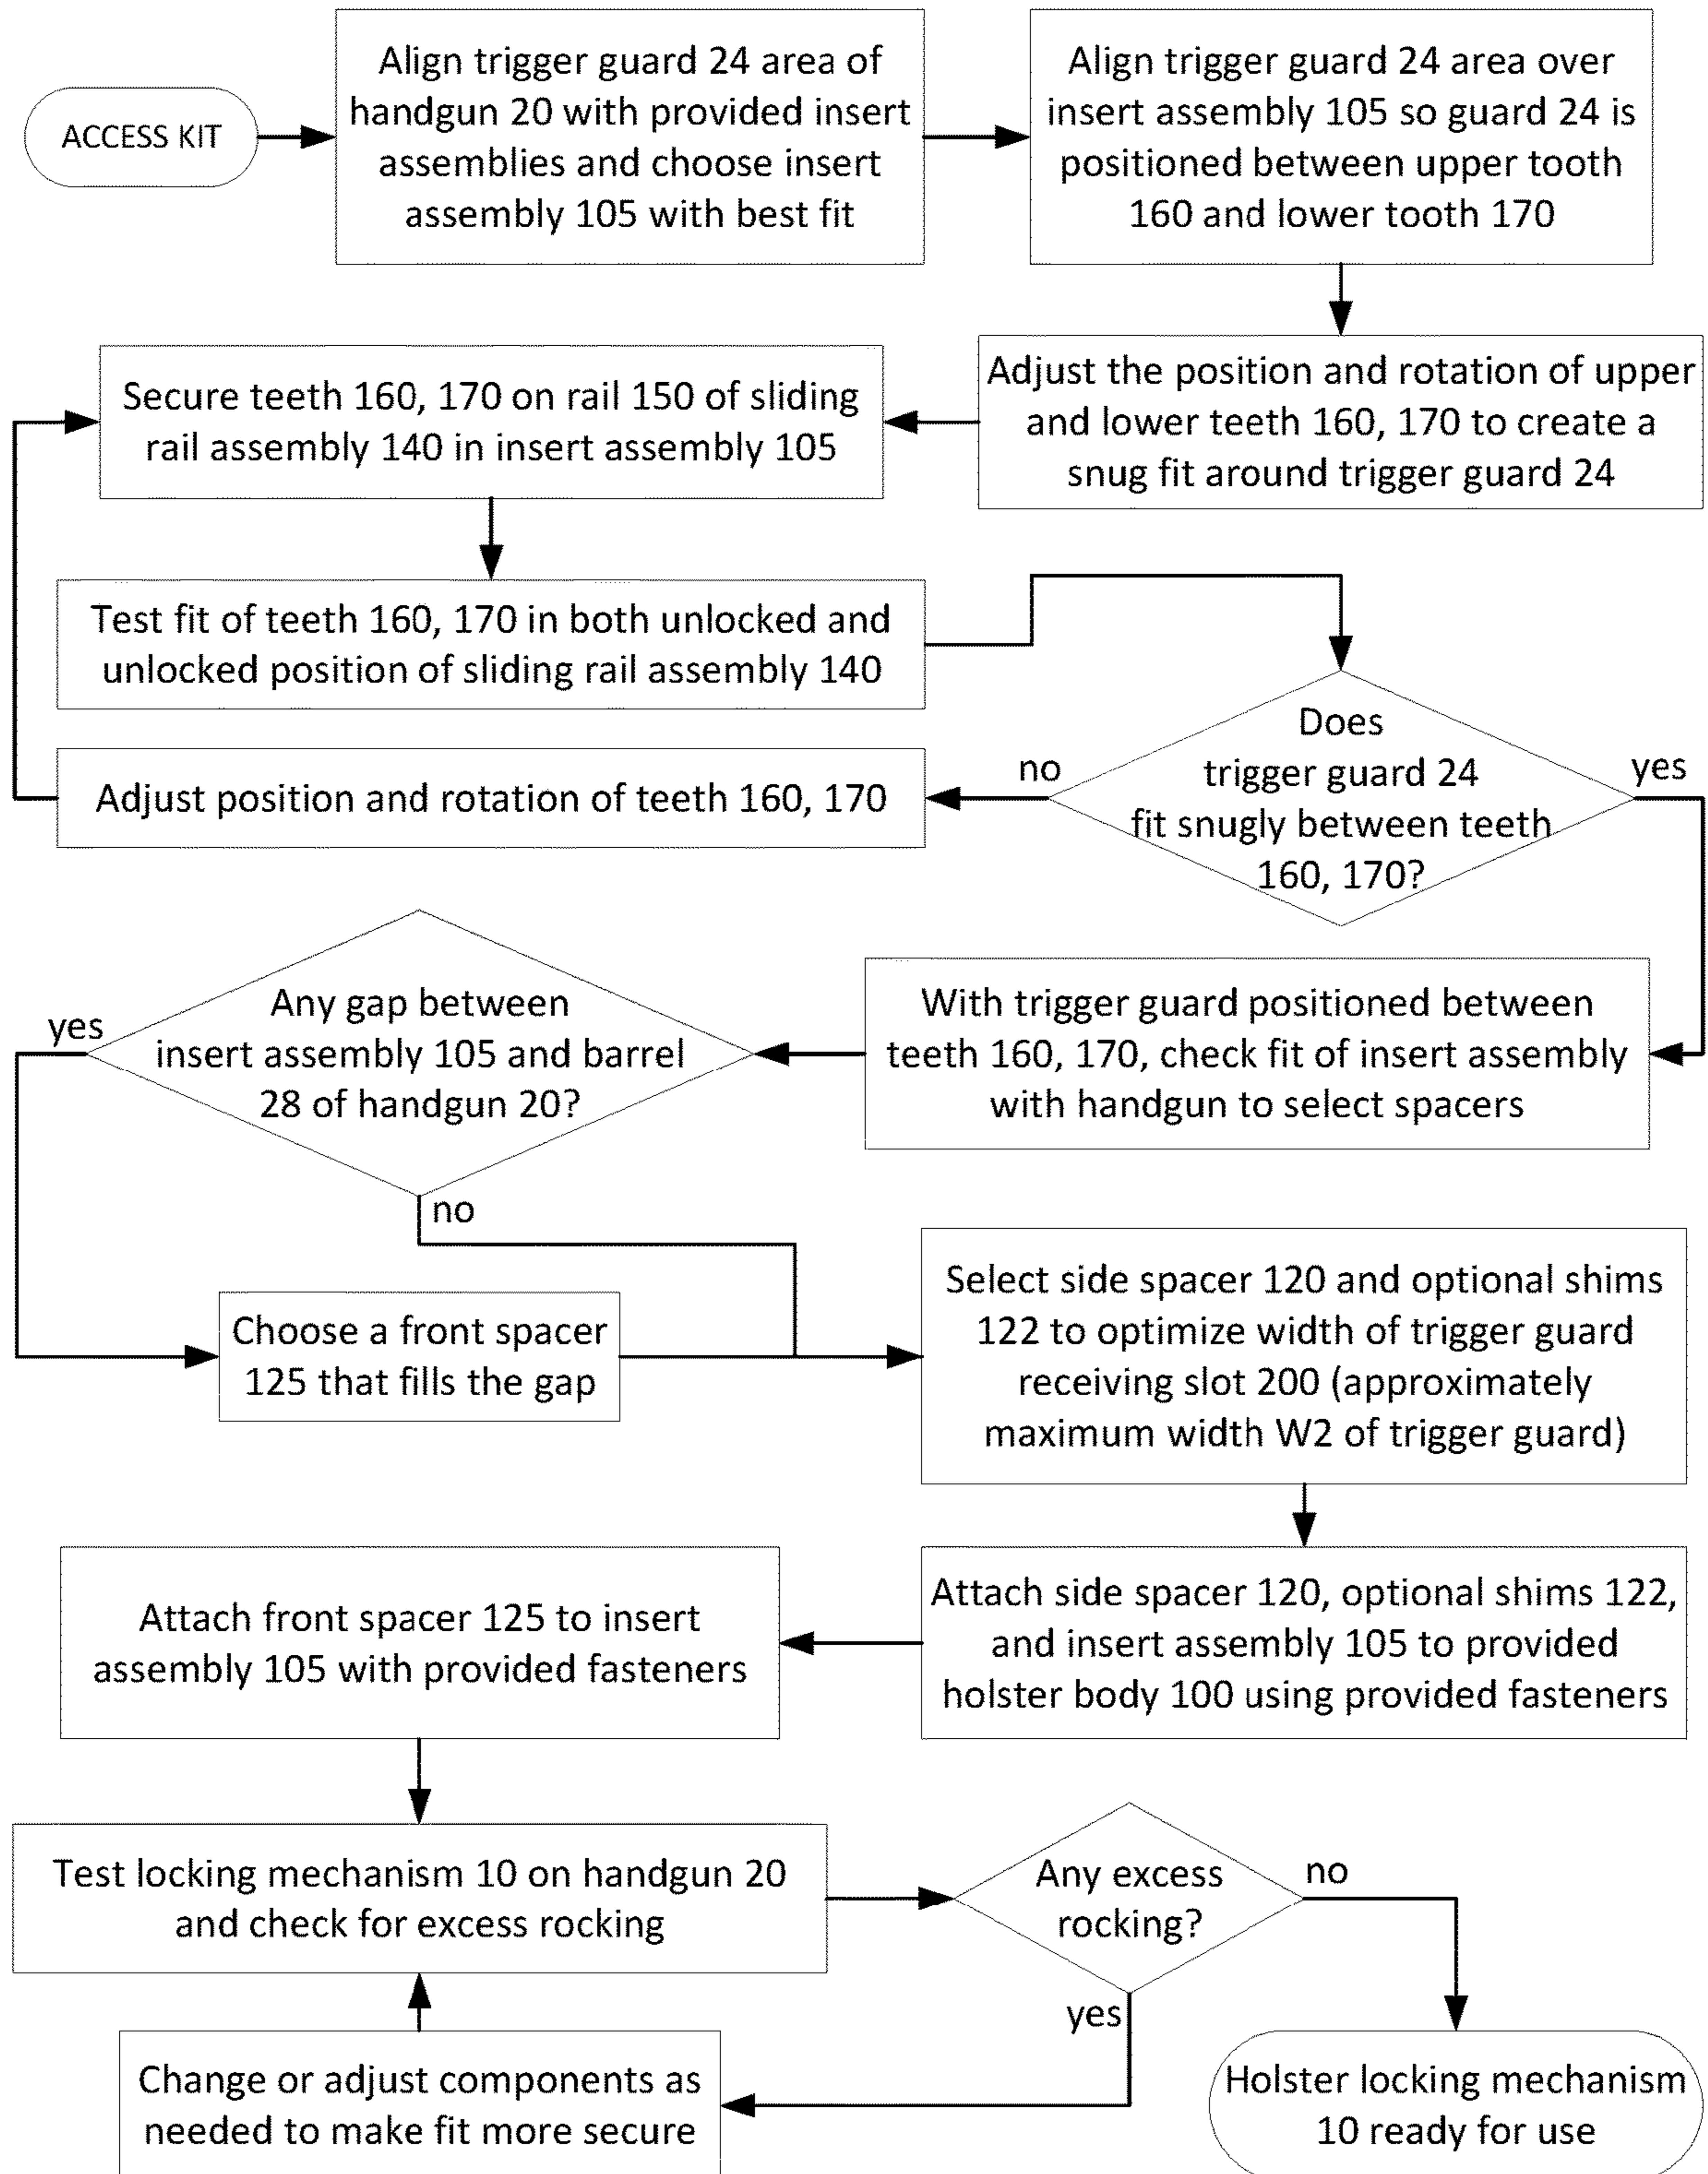 ACCESS KIT
Align trigger guard 24 area of
handgun 20 with provided insert
assemblies and choose insert
assembly 105 with best fit
Align trigger guard 24 area over
insert assembly 105 so guard 24 is
positioned between upper tooth
160 and lower tooth 170
Adjust the position and rotation of upper
and lower teeth 160, 170 to create a
snug fit around trigger guard 24
Secure teeth 160, 170 on rail 150 of sliding
rail assembly 140 in insert assembly 105
Test fit of teeth 160, 170 in both unlocked and
unlocked position of sliding rail assembly 140
Does
trigger guard 24
fit snugly between teeth
160, 170?
no
yes
Adjust position and rotation of teeth 160, 170
With trigger guard positioned between
teeth 160, 170, check fit of insert assembly
with handgun to select spacers
Any gap between
insert assembly 105 and barrel
28 of handgun 20?
yes
no
Choose a front spacer
125 that fills the gap
Select side spacer 120 and optional shims
122 to optimize width of trigger guard
receiving slot 200 (approximately
maximum width W2 of trigger guard)
Attach side spacer 120, optional shims 122,
and insert assembly 105 to provided
holster body 100 using provided fasteners
Attach front spacer 125 to insert
assembly 105 with provided fasteners
Test locking mechanism 10 on handgun 20
and check for excess rocking
Any excess
rocking?
no
yes
Change or adjust components as
needed to make fit more secure
Holster locking mechanism
10 ready for use